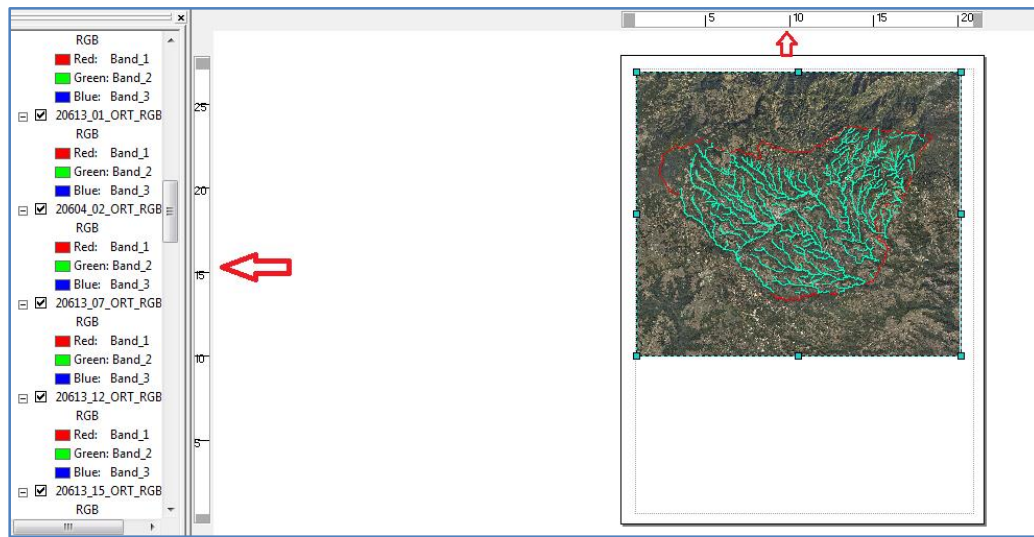 x
RGB
Red: Band_1
Green: Band_2
Blue: Band_3
20613_01_ORT_RGB
RGB
Red: Band_1
Green: Band_2
Blue: Band_3
20604_02_ORT_RGB
RGB
Red: Band_1
Green: Band_2
Blue: Band_3
20613_07_ORT_RGB
RGB
Red: Band_1
Green: Band_2
Blue: Band_3
20613_12_ORT_RGB
RGB
Red: Band_1
Green: Band_2
Blue: Band_3
20613_15_ORT_RGB
RGB
5 10 15 20
25
20
15
10
5